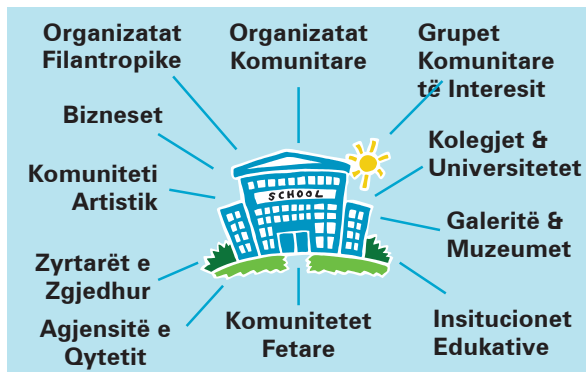 Organizatat
Filantropike
Organizatat
Komunitare
Grupet
Komunitare
të Interesit
Bizneset
Kolegjet &
Universitetet
Komuniteti
Artistik
SCHOOL
Galeritë &
Muzeumet
Zyrtarët e
Zgjedhur
Agjensitë e
Qytetit
Komunitetet
Fetare
Insitucionet
Edukative